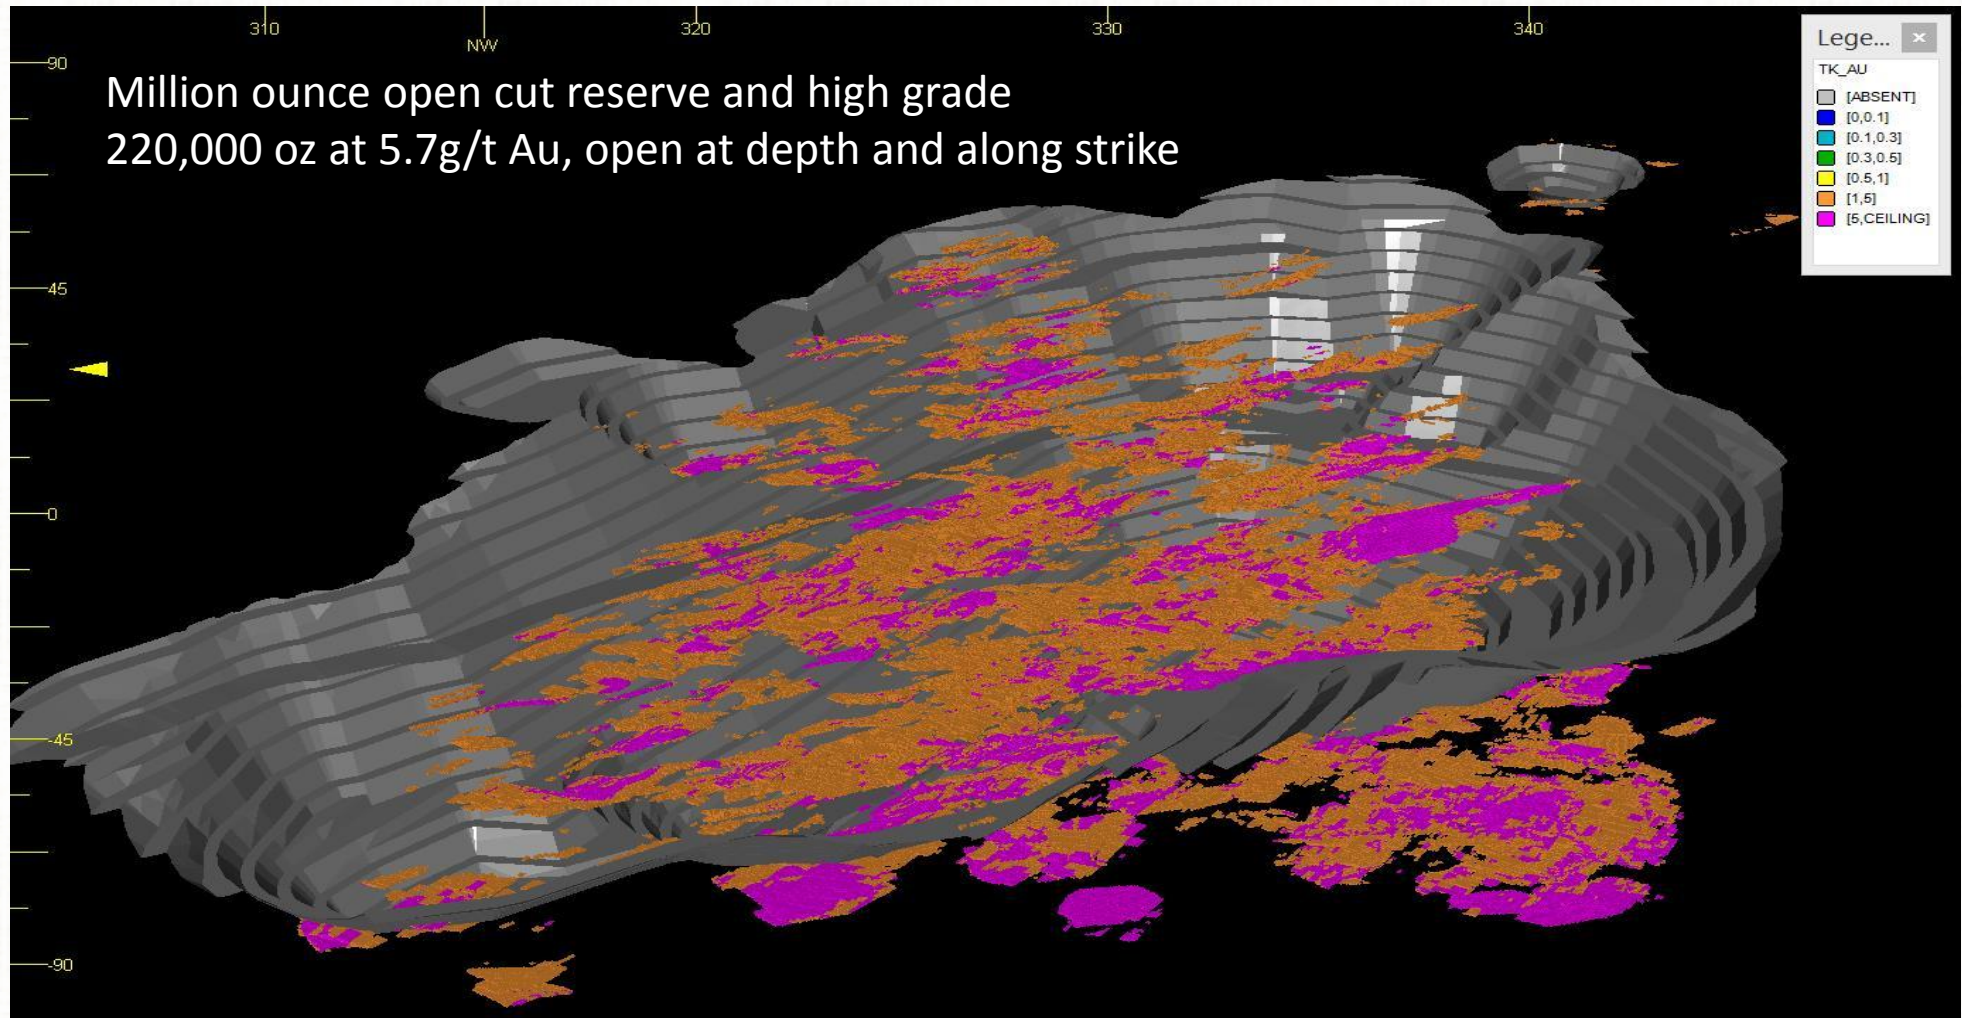 310
NW
320
330
340
90
45
0
-45
-90
Million ounce open cut reserve and high grade
220,000 oz at 5.7g/t Au, open at depth and along strike
Lege... ×
TK_AU
[ABSENT]
[0,0.1]
[0.1,0.3]
[0.3,0.5]
[0.5,1]
[1,5]
[5,CEILING]